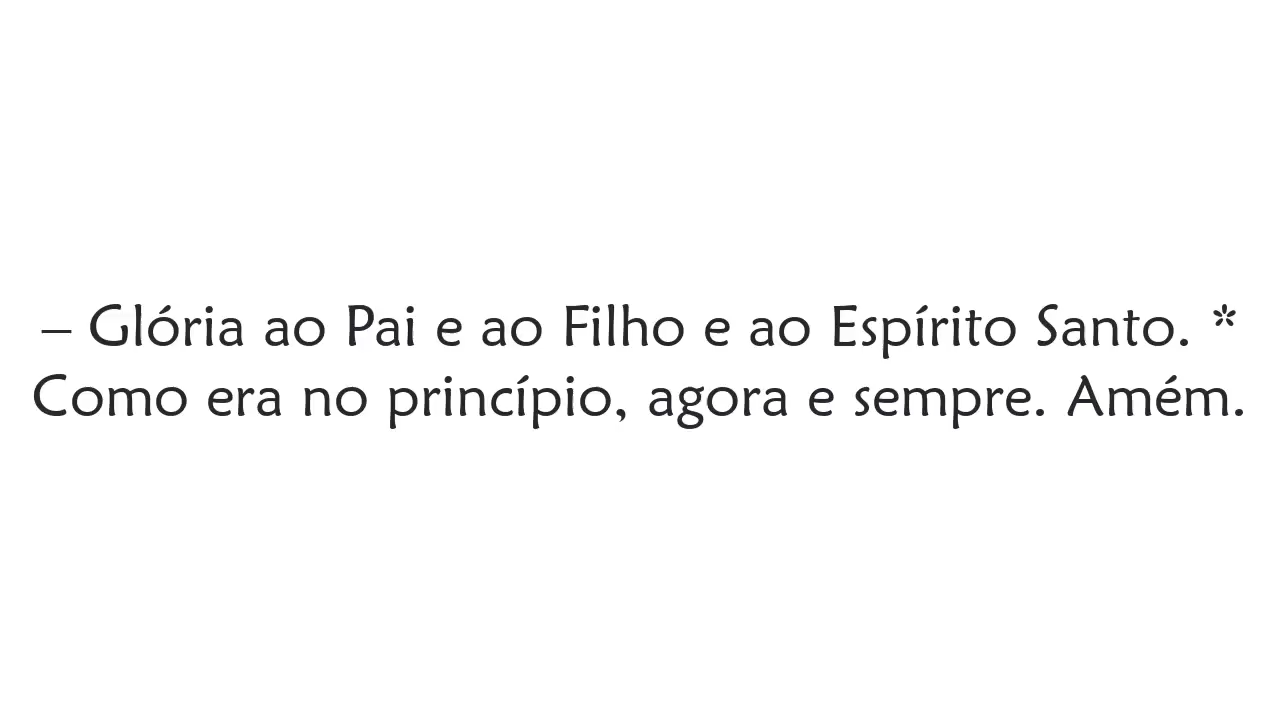 – Glória ao Pai e ao Filho e ao Espírito Santo. *
Como era no princípio, agora e sempre. Amém.